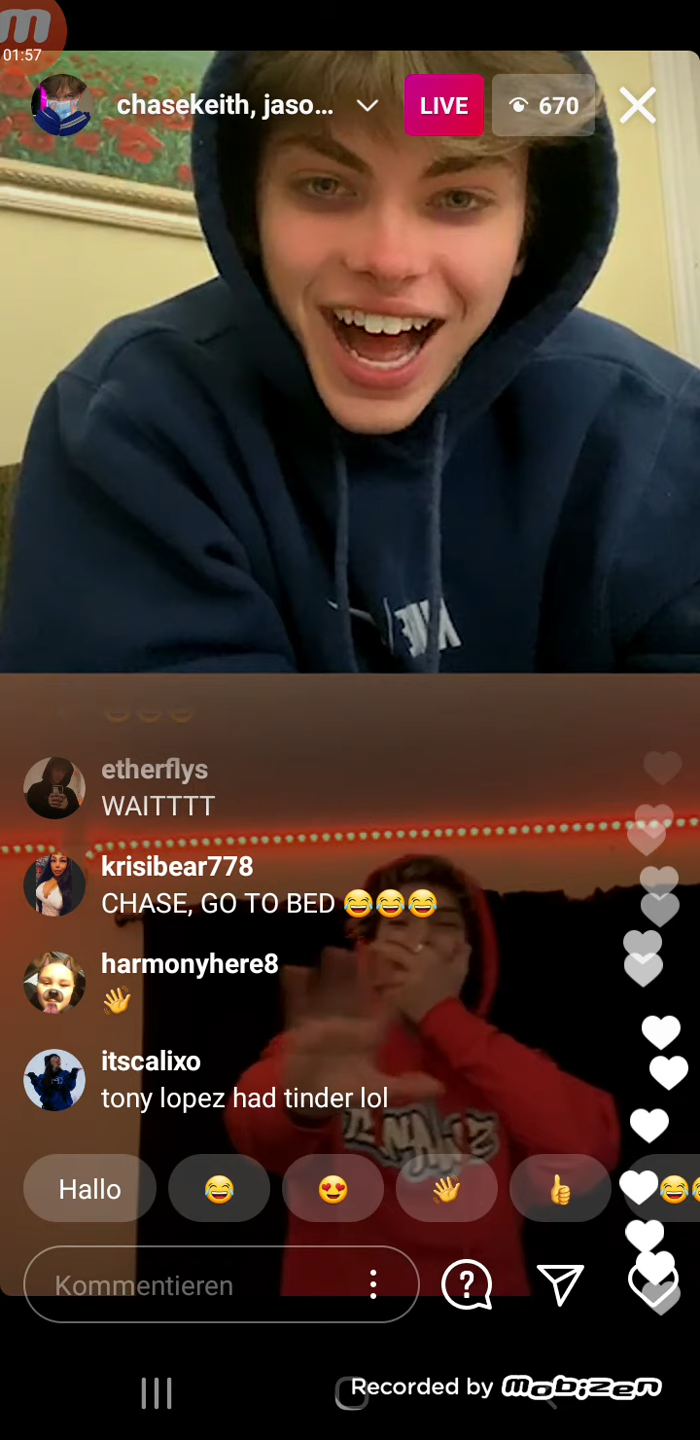 01:57
chasekeith, jaso...
LIVE
670
etherflys
WAITTTT
krisibear778
CHASE, GO TO BED 😂😂😂
harmonyhere8
👋
itscalixo
tony lopez had tinder lol
Hallo
Kommentieren
Recorded by mobizen